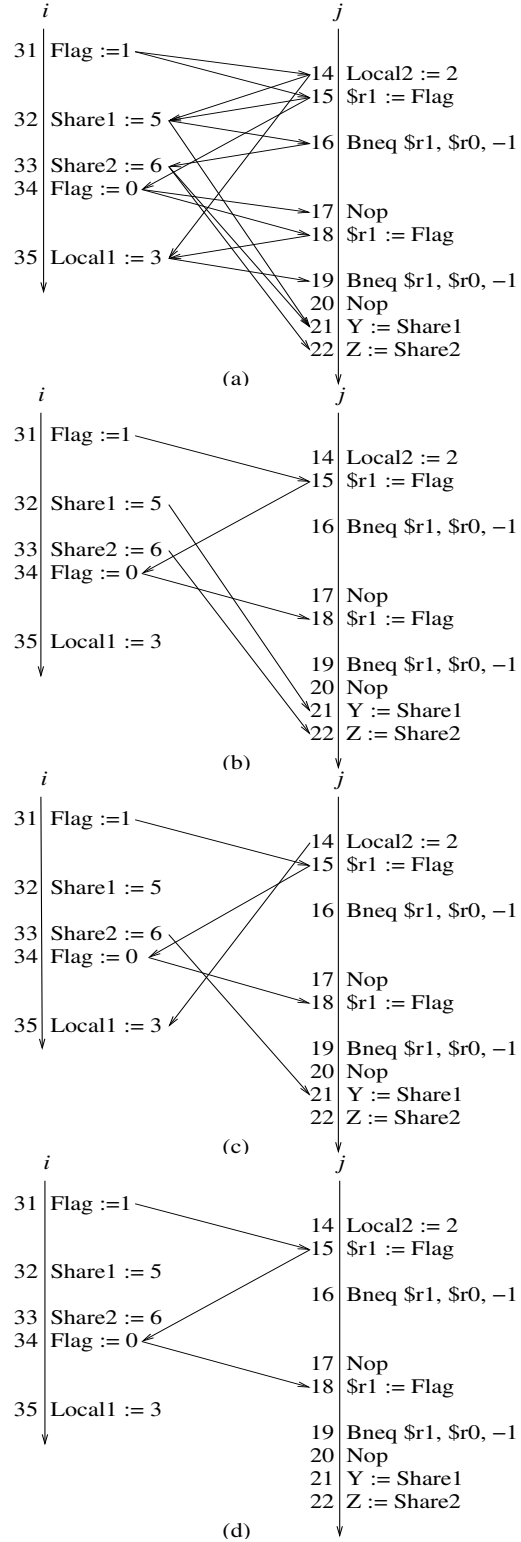 i j
31 Flag :=1
14 Local2 := 2
15 $r1 := Flag
32 Share1 := 5
16 Bneq $r1, $r0, −1
33 Share2 := 6
34 Flag := 0
17 Nop
18 $r1 := Flag
35 Local1 := 3
19 Bneq $r1, $r0, −1
20 Nop
21 Y := Share1
22 Z := Share2
(a)
i j
31 Flag :=1
14 Local2 := 2
15 $r1 := Flag
32 Share1 := 5
16 Bneq $r1, $r0, −1
33 Share2 := 6
34 Flag := 0
17 Nop
18 $r1 := Flag
35 Local1 := 3
19 Bneq $r1, $r0, −1
20 Nop
21 Y := Share1
22 Z := Share2
(b)
i j
31 Flag :=1
14 Local2 := 2
15 $r1 := Flag
32 Share1 := 5
16 Bneq $r1, $r0, −1
33 Share2 := 6
34 Flag := 0
17 Nop
18 $r1 := Flag
35 Local1 := 3
19 Bneq $r1, $r0, −1
20 Nop
21 Y := Share1
22 Z := Share2
(c)
i j
31 Flag :=1
14 Local2 := 2
15 $r1 := Flag
32 Share1 := 5
16 Bneq $r1, $r0, −1
33 Share2 := 6
34 Flag := 0
17 Nop
18 $r1 := Flag
35 Local1 := 3
19 Bneq $r1, $r0, −1
20 Nop
21 Y := Share1
22 Z := Share2
(d)